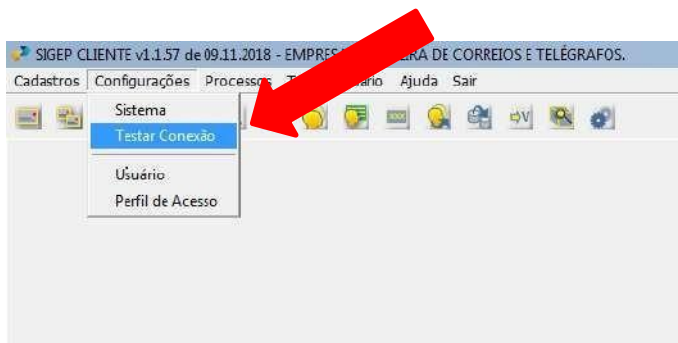 SIGEP CLIENTE v1.1.57 de 09.11.2018 - EMPRES RA DE CORREIOS E TELÉGRAFOS.
Cadastros Configurações Processos Ajuda Sair
Sistema
Testar Conexão
Usuário
Perfil de Acesso